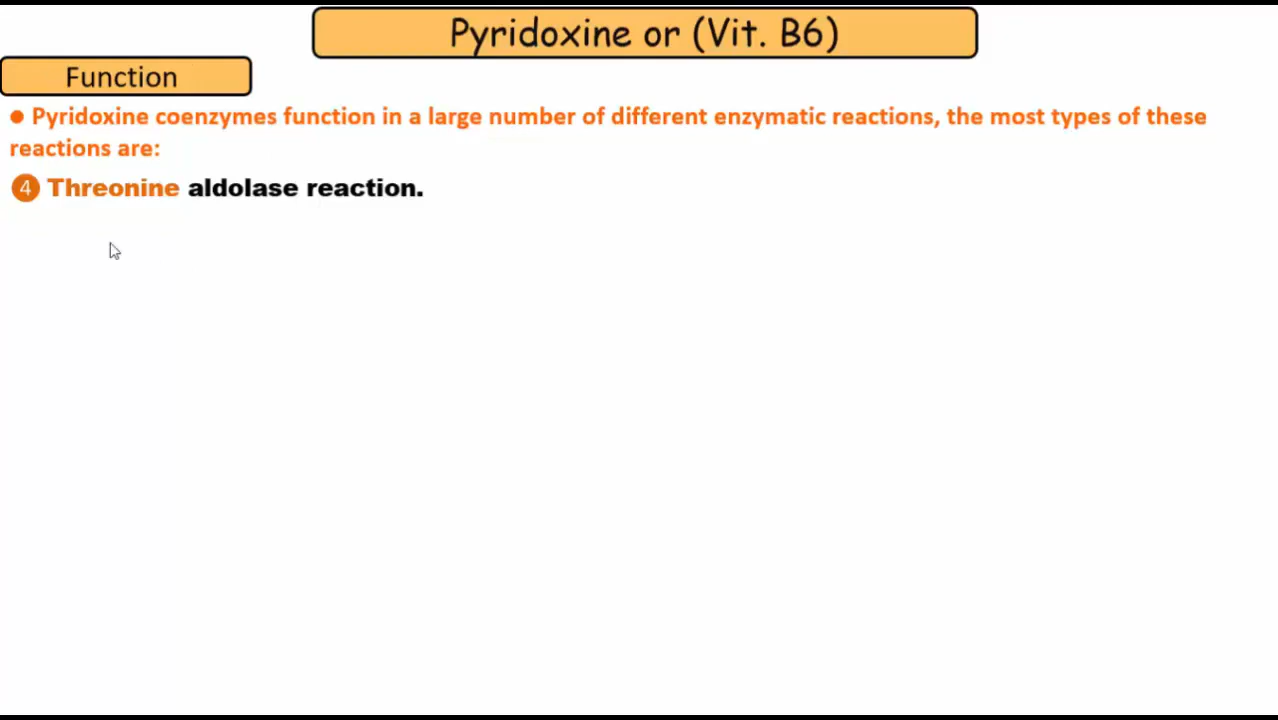 Pyridoxine or (Vit. B6)
Function
● Pyridoxine coenzymes function in a large number of different enzymatic reactions, the most types of these
reactions are:
4 Threonine aldolase reaction.